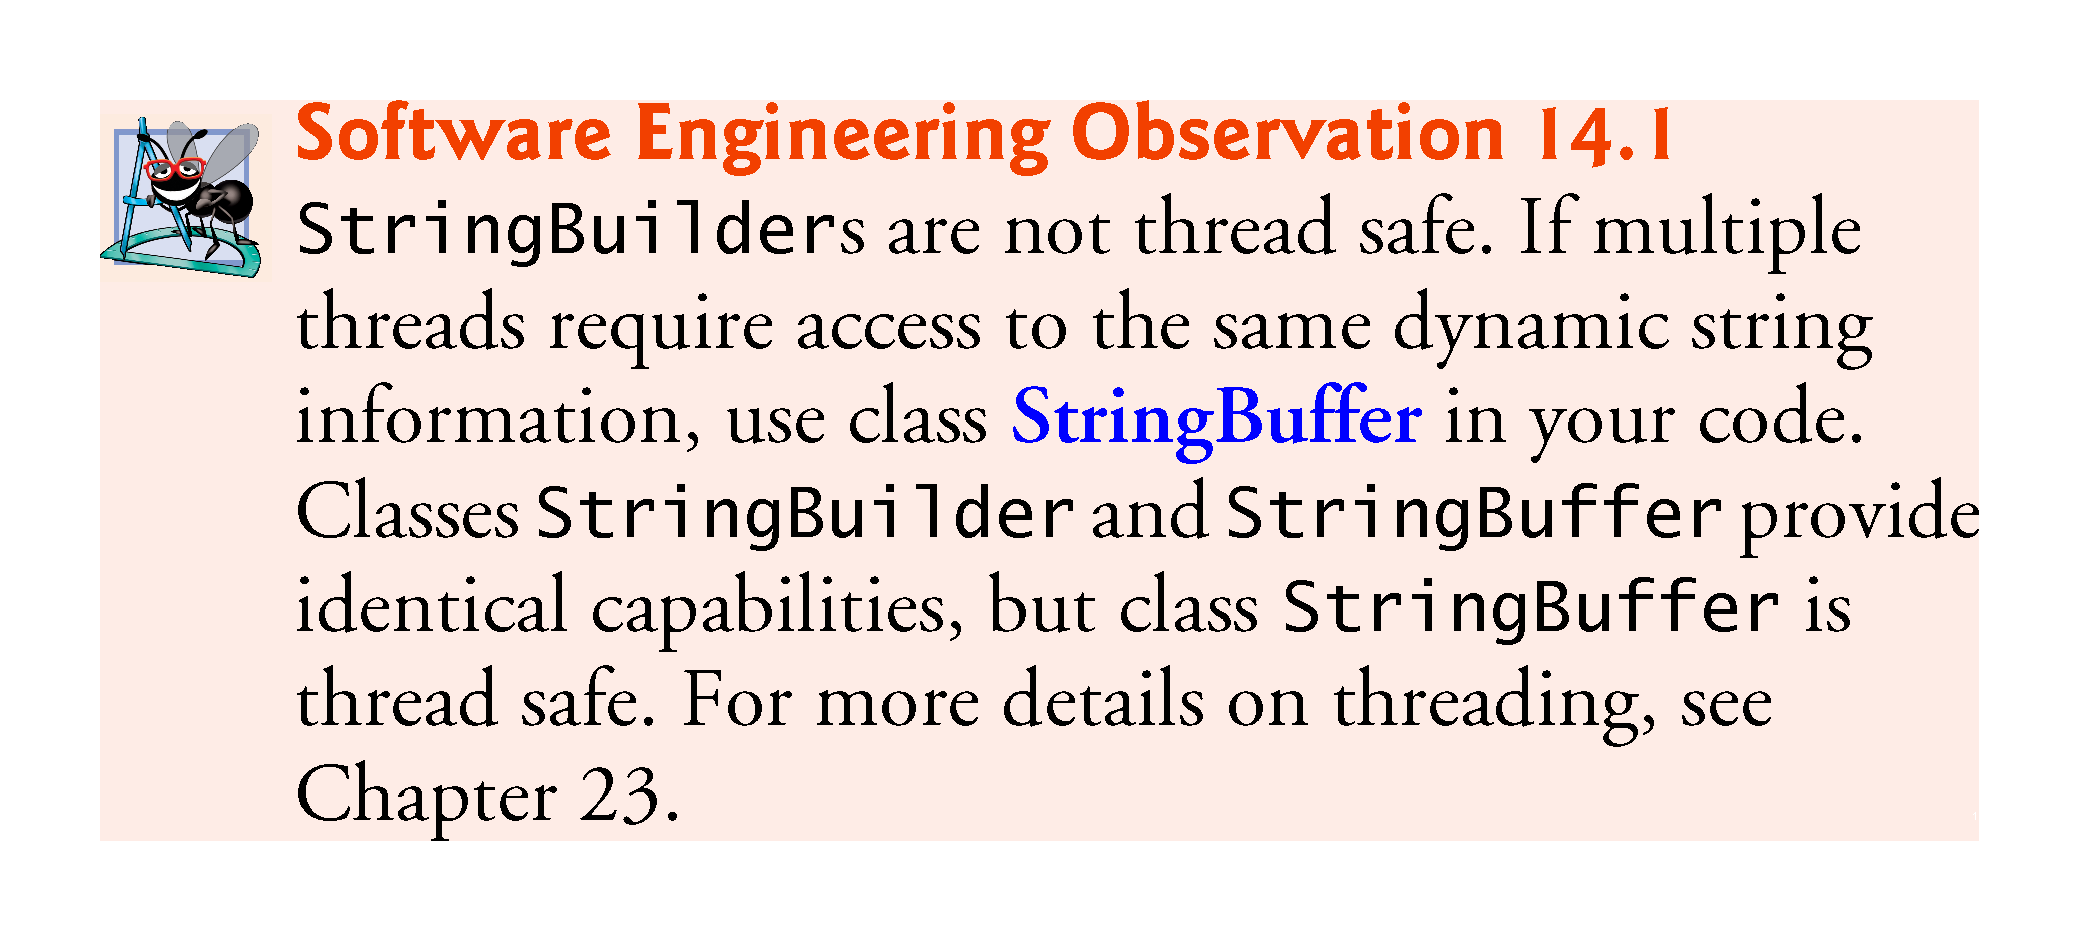 Software Engineering Observation 14.1
StringBuilders are not thread safe. If multiple
threads require access to the same dynamic string
information, use class StringBuffer in your code.
Classes StringBuilder and StringBuffer provide
identical capabilities, but class StringBuffer is
thread safe. For more details on threading, see
Chapter 23.